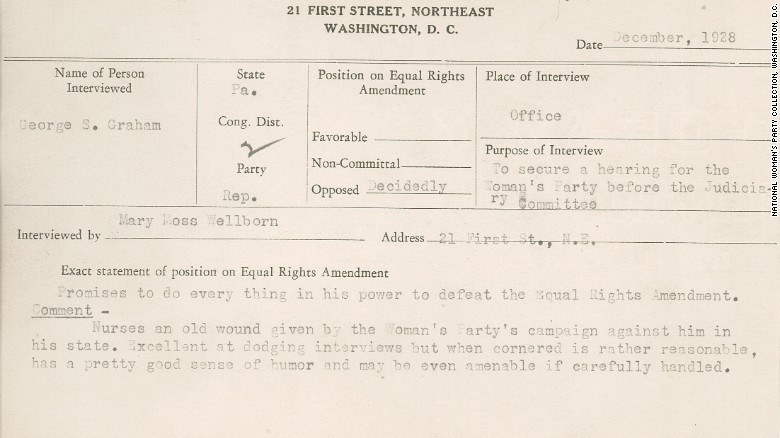 21 FIRST STREET, NORTHEAST
WASHINGTON, D. C.
Date December, 1928
Name of Person
Interviewed
George S. Graham
State
Pa.
Cong. Dist.
2
Party
Rep.
Position on Equal Rights
Amendment
Favorable
Non-Committal
Opposed Decidedly
Place of Interview
Office
Purpose of Interview
To secure a hearing for the
Woman's Party before the Judicia-
ry Committee
Mary Moss Wellborn
Interviewed by
Address 21 First St., N.E.
Exact statement of position on Equal Rights Amendment
Promises to do every thing in his power to defeat the Equal Rights Amendment.
Comment -
Nurses an old wound given by the Woman's Party's campaign against him in
his state. Excellent at dodging interviews but when cornered is rather reasonable,
has a pretty good sense of humor and may be even amenable if carefully handled.
NATIONAL WOMAN'S PARTY COLLECTION, WASHINGTON, D.C.